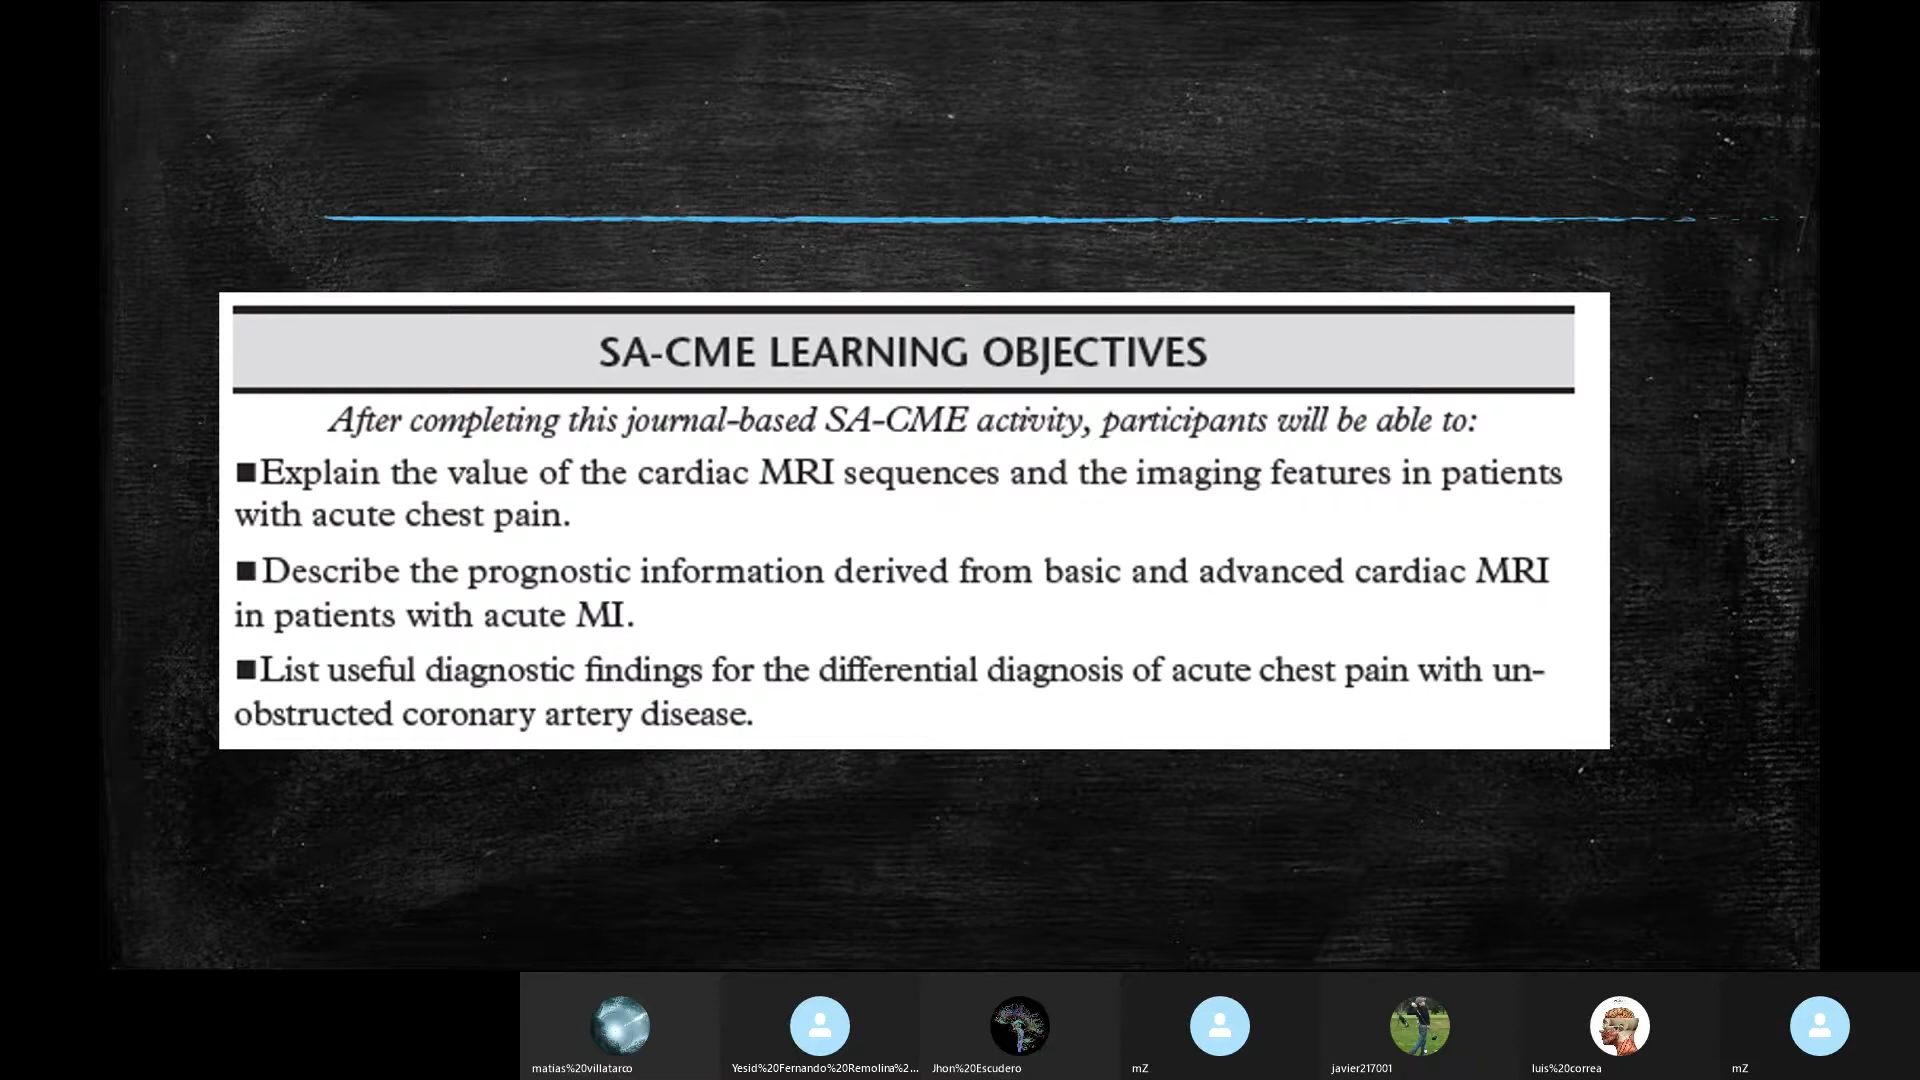 SA-CME LEARNING OBJECTIVES
After completing this journal-based SA-CME activity, participants will be able to:
■Explain the value of the cardiac MRI sequences and the imaging features in patients
with acute chest pain.
■Describe the prognostic information derived from basic and advanced cardiac MRI
in patients with acute MI.
■List useful diagnostic findings for the differential diagnosis of acute chest pain with un-
obstructed coronary artery disease.
matias%20villatarco
Yesid%20Fernando%20Remolina%2...
Jhon%20Escudero
mZ
javier217001
luis%20correa
mZ